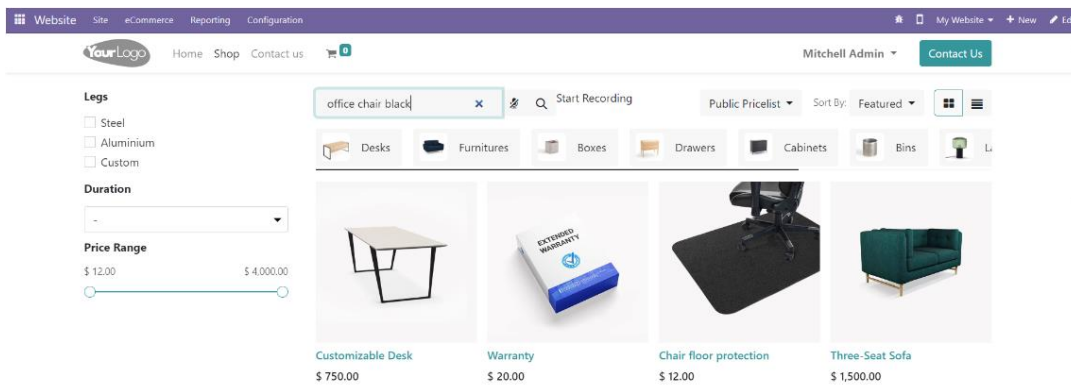 Website Site eCommerce Reporting Configuration My Website + New Ed
YourLogo Home Shop Contact us 0 Mitchell Admin Contact Us
Legs
Steel
Aluminium
Custom
Duration
-
Price Range
$ 12.00 $ 4,000.00
office chair black Start Recording Public Pricelist Sort By: Featured
Desks Furnitures Boxes Drawers Cabinets Bins La
EXTENDED
WARRANTY
Customizable Desk Warranty Chair floor protection Three-Seat Sofa
$ 750.00 $ 20.00 $ 12.00 $ 1,500.00